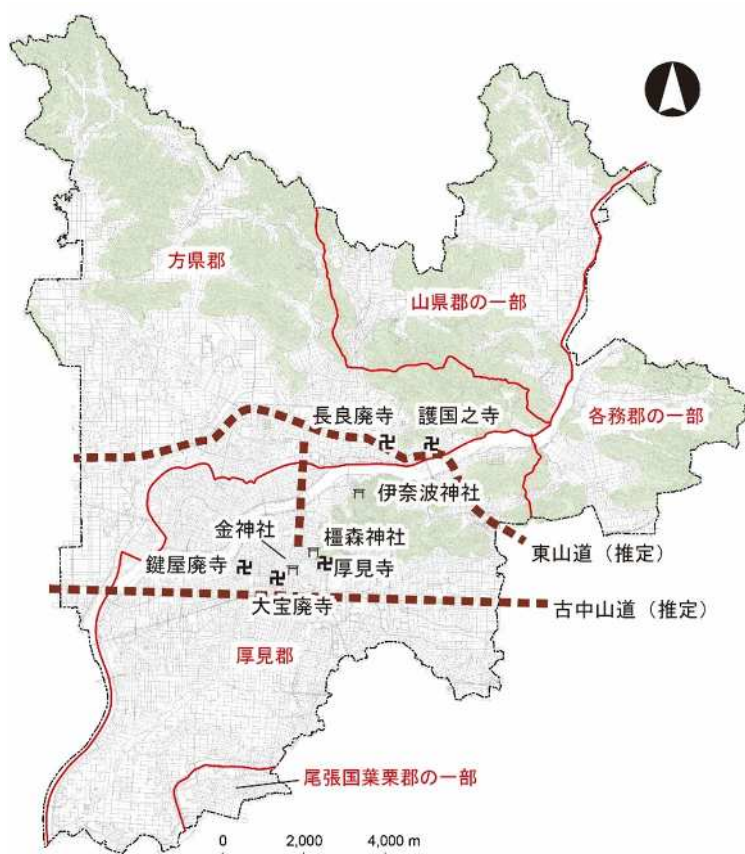 方県郡
山県郡の一部
長良廃寺
護国之寺
各務郡の一部
伊奈波神社
金神社
橿森神社
東山道（推定）
鍵屋廃寺
厚見寺
大宝廃寺
古中山道（推定）
厚見郡
尾張国葉栗郡の一部
0 2,000 4,000 m